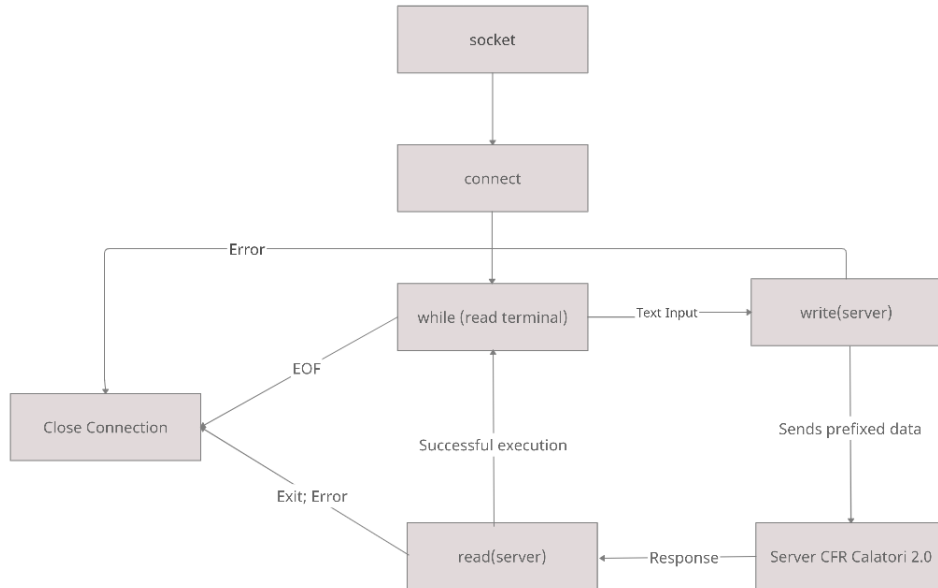 socket
connect
Error
while (read terminal)
Text Input
write(server)
EOF
Close Connection
Successful execution
Sends prefixed data
Exit; Error
read(server)
Response
Server CFR Calatori 2.0